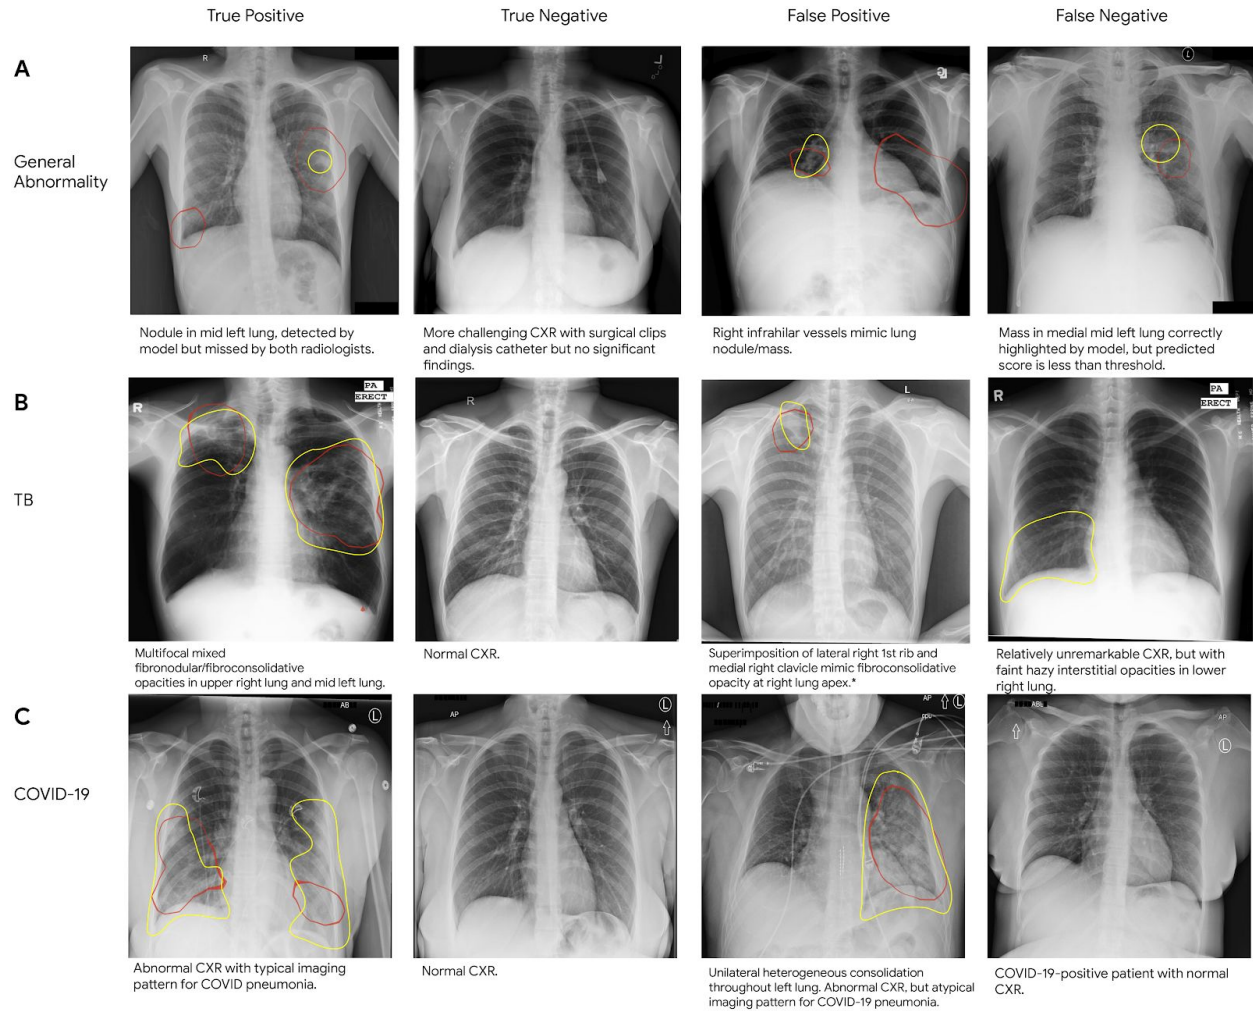 True Positive
True Negative
False Positive
False Negative
A
General
Abnormality
R
L
L
Nodule in mid left lung, detected by
model but missed by both radiologists.
More challenging CXR with surgical clips
and dialysis catheter but no significant
findings.
Right infrahilar vessels mimic lung
nodule/mass.
Mass in medial mid left lung correctly
highlighted by model, but predicted
score is less than threshold.
B
TB
R
PA
ERECT
R
L
R
PA
ERECT
Multifocal mixed
fibronodular/fibroconsolidative
opacities in upper right lung and mid left lung.
Normal CXR.
Superimposition of lateral right 1st rib and
medial right clavicle mimic fibroconsolidative
opacity at right lung apex.*
Relatively unremarkable CXR, but with
faint hazy interstitial opacities in lower
right lung.
C
COVID-19
AB
L
AP
L
AP
L
AP
L
Abnormal CXR with typical imaging
pattern for COVID pneumonia.
Normal CXR.
Unilateral heterogeneous consolidation
throughout left lung. Abnormal CXR, but atypical
imaging pattern for COVID-19 pneumonia.
COVID-19-positive patient with normal
CXR.